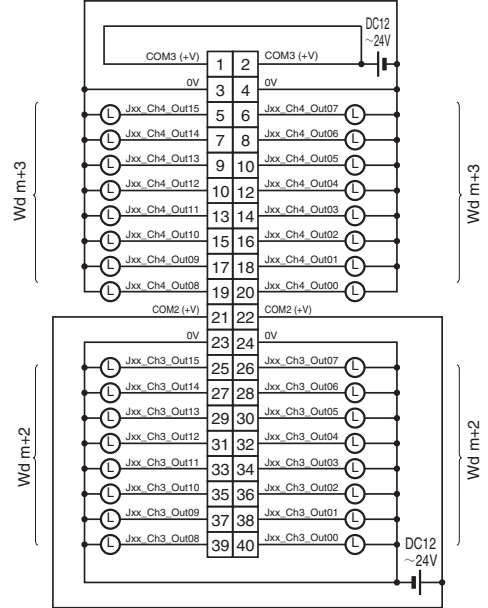 DC12
~24V
COM3 (+V) 1 2 COM3 (+V)
0V 3 4 0V
L Jxx_Ch4_Out15 5 6 Jxx_Ch4_Out07 L
L Jxx_Ch4_Out14 7 8 Jxx_Ch4_Out06 L
L Jxx_Ch4_Out13 9 10 Jxx_Ch4_Out05 L
L Jxx_Ch4_Out12 10 12 Jxx_Ch4_Out04 L
L Jxx_Ch4_Out11 13 14 Jxx_Ch4_Out03 L
L Jxx_Ch4_Out10 15 16 Jxx_Ch4_Out02 L
L Jxx_Ch4_Out09 17 18 Jxx_Ch4_Out01 L
L Jxx_Ch4_Out08 19 20 Jxx_Ch4_Out00 L
Wd m+3
Wd m+3
COM2 (+V) 21 22 COM2 (+V)
0V 23 24 0V
L Jxx_Ch3_Out15 25 26 Jxx_Ch3_Out07 L
L Jxx_Ch3_Out14 27 28 Jxx_Ch3_Out06 L
L Jxx_Ch3_Out13 29 30 Jxx_Ch3_Out05 L
L Jxx_Ch3_Out12 31 32 Jxx_Ch3_Out04 L
L Jxx_Ch3_Out11 33 34 Jxx_Ch3_Out03 L
L Jxx_Ch3_Out10 35 36 Jxx_Ch3_Out02 L
L Jxx_Ch3_Out09 37 38 Jxx_Ch3_Out01 L
L Jxx_Ch3_Out08 39 40 Jxx_Ch3_Out00 L
Wd m+2
Wd m+2
DC12
~24V